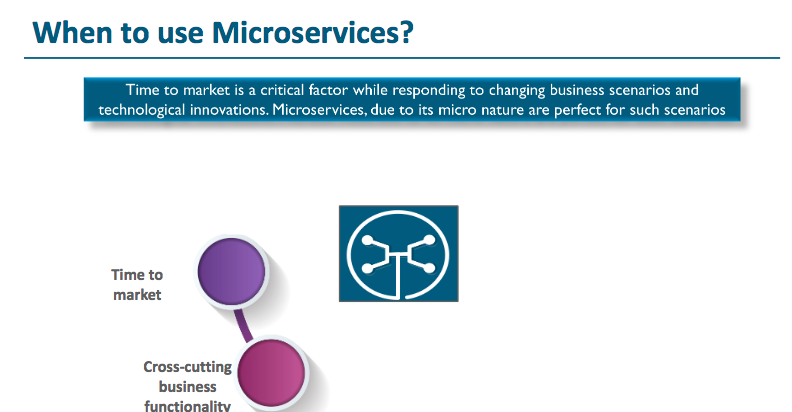 When to use Microservices?
Time to market is a critical factor while responding to changing business scenarios and
technological innovations. Microservices, due to its micro nature are perfect for such scenarios
Time to
market
Cross-cutting
business
functionality